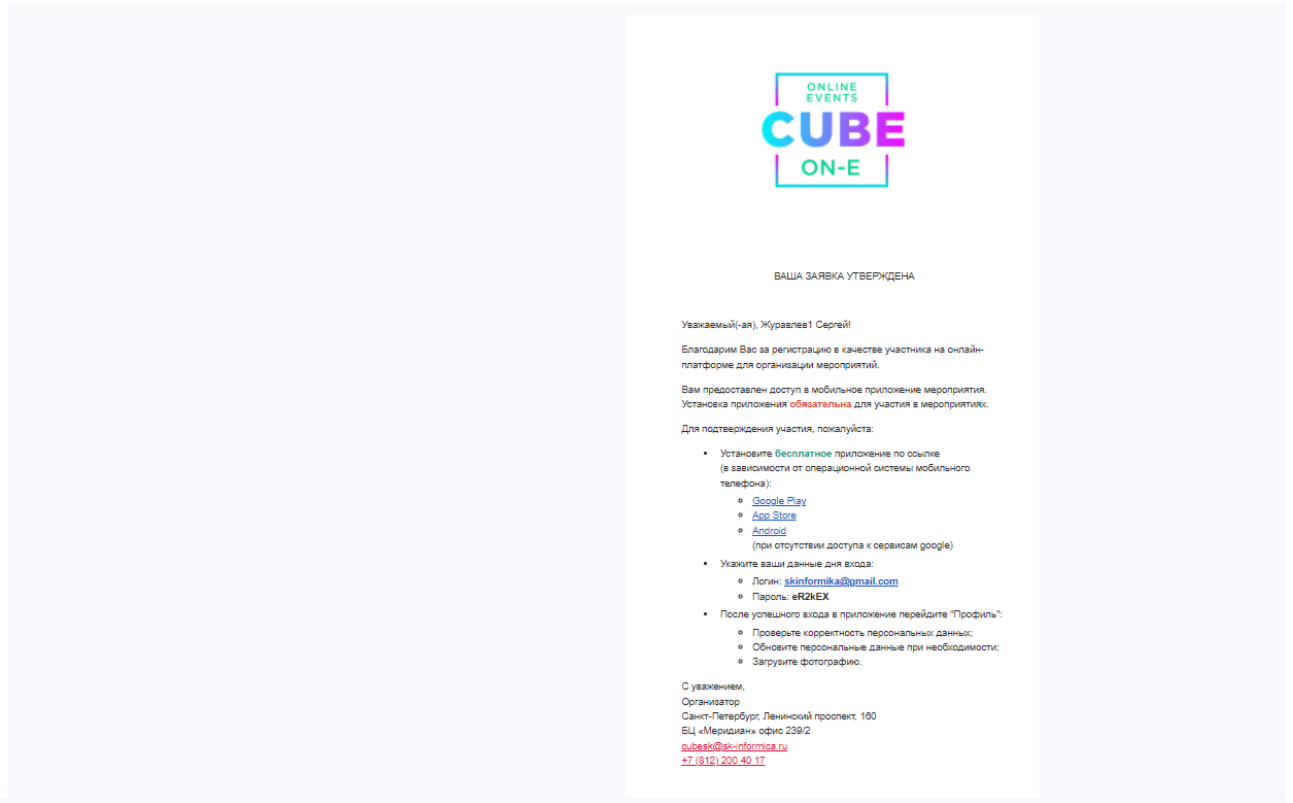 ONLINE
EVENTS
CUBE
ON-E
ВАША ЗАЯВКА УТВЕРЖДЕНА
Уважаемый(-ая), Журавлев1 Сергей!
Благодарим Вас за регистрацию в качестве участника на онлайн-
платформе для организации мероприятий.
Вам предоставлен доступ в мобильное приложение мероприятия.
Установка приложения обязательна для участия в мероприятиях.
Для подтверждения участия, пожалуйста:
▪ Установите бесплатное приложение по ссылке
(в зависимости от операционной системы мобильного
телефона):
o Google Play
o App Store
o Android
(при отсутствии доступа к сервисам google)
▪ Укажите ваши данные дня входа:
o Логин: skinformika@gmail.com
o Пароль: eR2kEX
▪ После успешного входа в приложение перейдите "Профиль":
o Проверьте корректность персональных данных;
o Обновите персональные данные при необходимости;
o Загрузите фотографию.
С уважением,
Организатор
Санкт-Петербург, Ленинский проспект, 160
БЦ «Меридиан» офис 239/2
cubesk@sk-informica.ru
+7 (812) 200 40 17